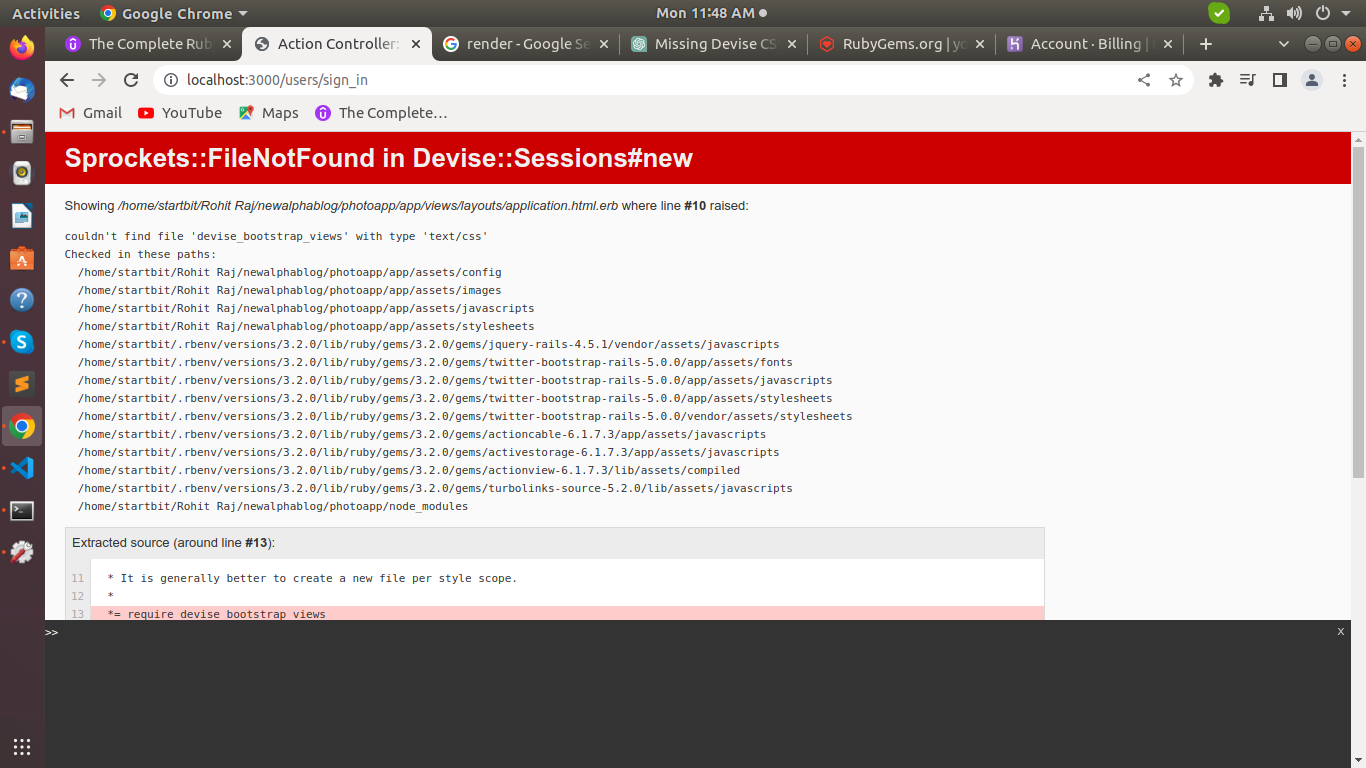 Activities Google Chrome Mon 11:48 AM
The Complete Rub Action Controller: render - Google Se Missing Devise CS RubyGems.org | yo Account · Billing |
localhost:3000/users/sign_in
Gmail YouTube Maps The Complete…
Sprockets::FileNotFound in Devise::Sessions#new
Showing /home/startbit/Rohit Raj/newalphablog/photoapp/app/views/layouts/application.html.erb where line #10 raised:
couldn't find file 'devise_bootstrap_views' with type 'text/css'
Checked in these paths:
/home/startbit/Rohit Raj/newalphablog/photoapp/app/assets/config
/home/startbit/Rohit Raj/newalphablog/photoapp/app/assets/images
/home/startbit/Rohit Raj/newalphablog/photoapp/app/assets/javascripts
/home/startbit/Rohit Raj/newalphablog/photoapp/app/assets/stylesheets
/home/startbit/.rbenv/versions/3.2.0/lib/ruby/gems/3.2.0/gems/jquery-rails-4.5.1/vendor/assets/javascripts
/home/startbit/.rbenv/versions/3.2.0/lib/ruby/gems/3.2.0/gems/twitter-bootstrap-rails-5.0.0/app/assets/fonts
/home/startbit/.rbenv/versions/3.2.0/lib/ruby/gems/3.2.0/gems/twitter-bootstrap-rails-5.0.0/app/assets/javascripts
/home/startbit/.rbenv/versions/3.2.0/lib/ruby/gems/3.2.0/gems/twitter-bootstrap-rails-5.0.0/app/assets/stylesheets
/home/startbit/.rbenv/versions/3.2.0/lib/ruby/gems/3.2.0/gems/twitter-bootstrap-rails-5.0.0/vendor/assets/stylesheets
/home/startbit/.rbenv/versions/3.2.0/lib/ruby/gems/3.2.0/gems/actioncable-6.1.7.3/app/assets/javascripts
/home/startbit/.rbenv/versions/3.2.0/lib/ruby/gems/3.2.0/gems/activestorage-6.1.7.3/app/assets/javascripts
/home/startbit/.rbenv/versions/3.2.0/lib/ruby/gems/3.2.0/gems/actionview-6.1.7.3/lib/assets/compiled
/home/startbit/.rbenv/versions/3.2.0/lib/ruby/gems/3.2.0/gems/turbolinks-source-5.2.0/lib/assets/javascripts
/home/startbit/Rohit Raj/newalphablog/photoapp/node_modules
Extracted source (around line #13):
11 * It is generally better to create a new file per style scope.
12 *
13 *= require devise_bootstrap_views
>> x